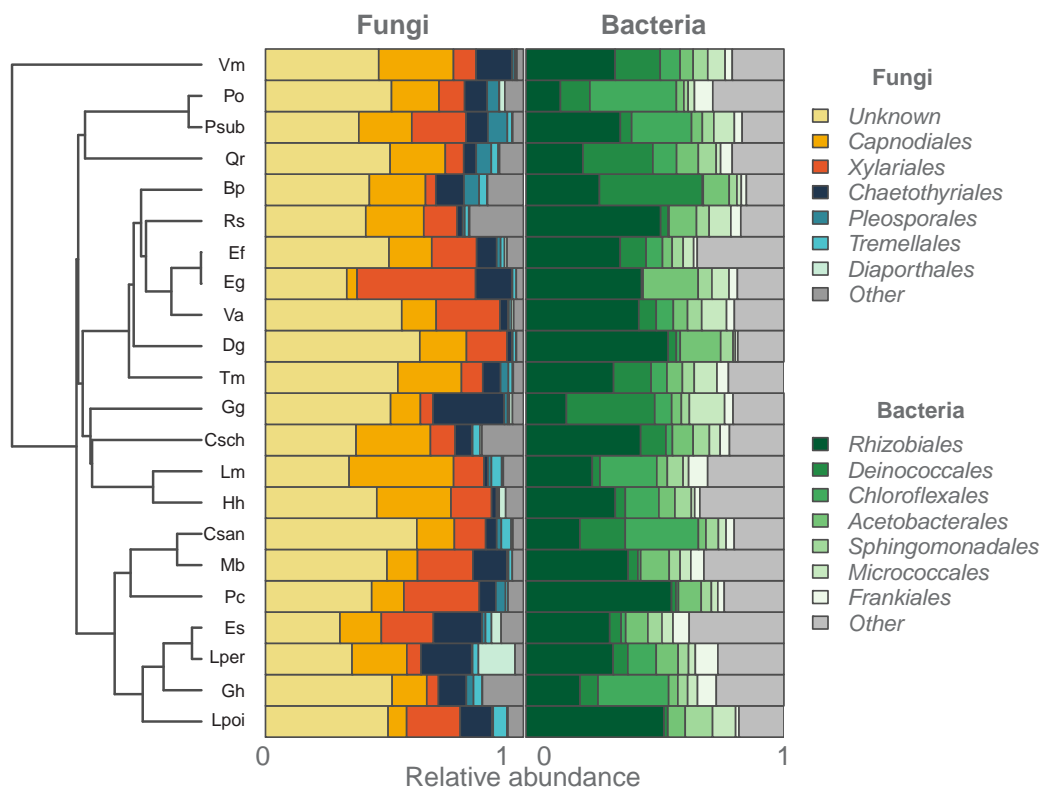 Fungi
Bacteria
Vm
Po
Psub
Qr
Bp
Rs
Ef
Eg
Va
Dg
Tm
Gg
Csch
Lm
Hh
Csan
Mb
Pc
Es
Lper
Gh
Lpoi
0
1
0
1
Relative abundance
Fungi
Unknown
Capnodiales
Xylariales
Chaetothyriales
Pleosporales
Tremellales
Diaporthales
Other
Bacteria
Rhizobiales
Deinococcales
Chloroflexales
Acetobacterales
Sphingomonadales
Micrococcales
Frankiales
Other